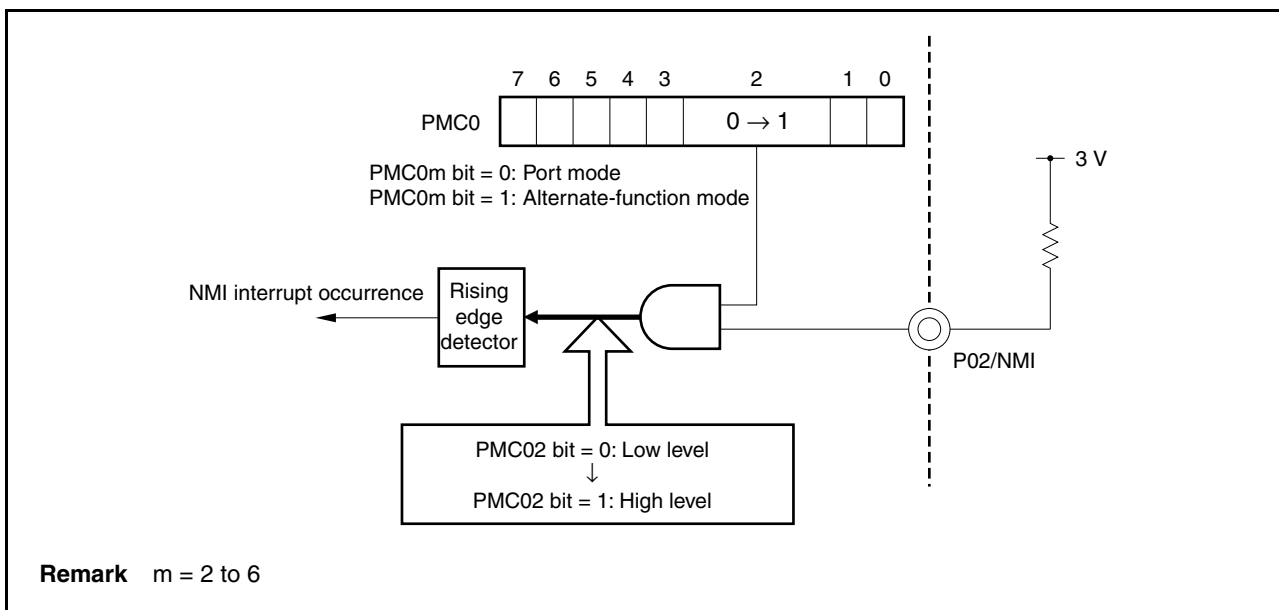 7 6 5 4 3 2 1 0
PMC0 0 → 1
3 V
PMC0m bit = 0: Port mode
PMC0m bit = 1: Alternate-function mode
NMI interrupt occurrence
Rising
edge
detector
P02/NMI
PMC02 bit = 0: Low level
↓
PMC02 bit = 1: High level
Remark m = 2 to 6